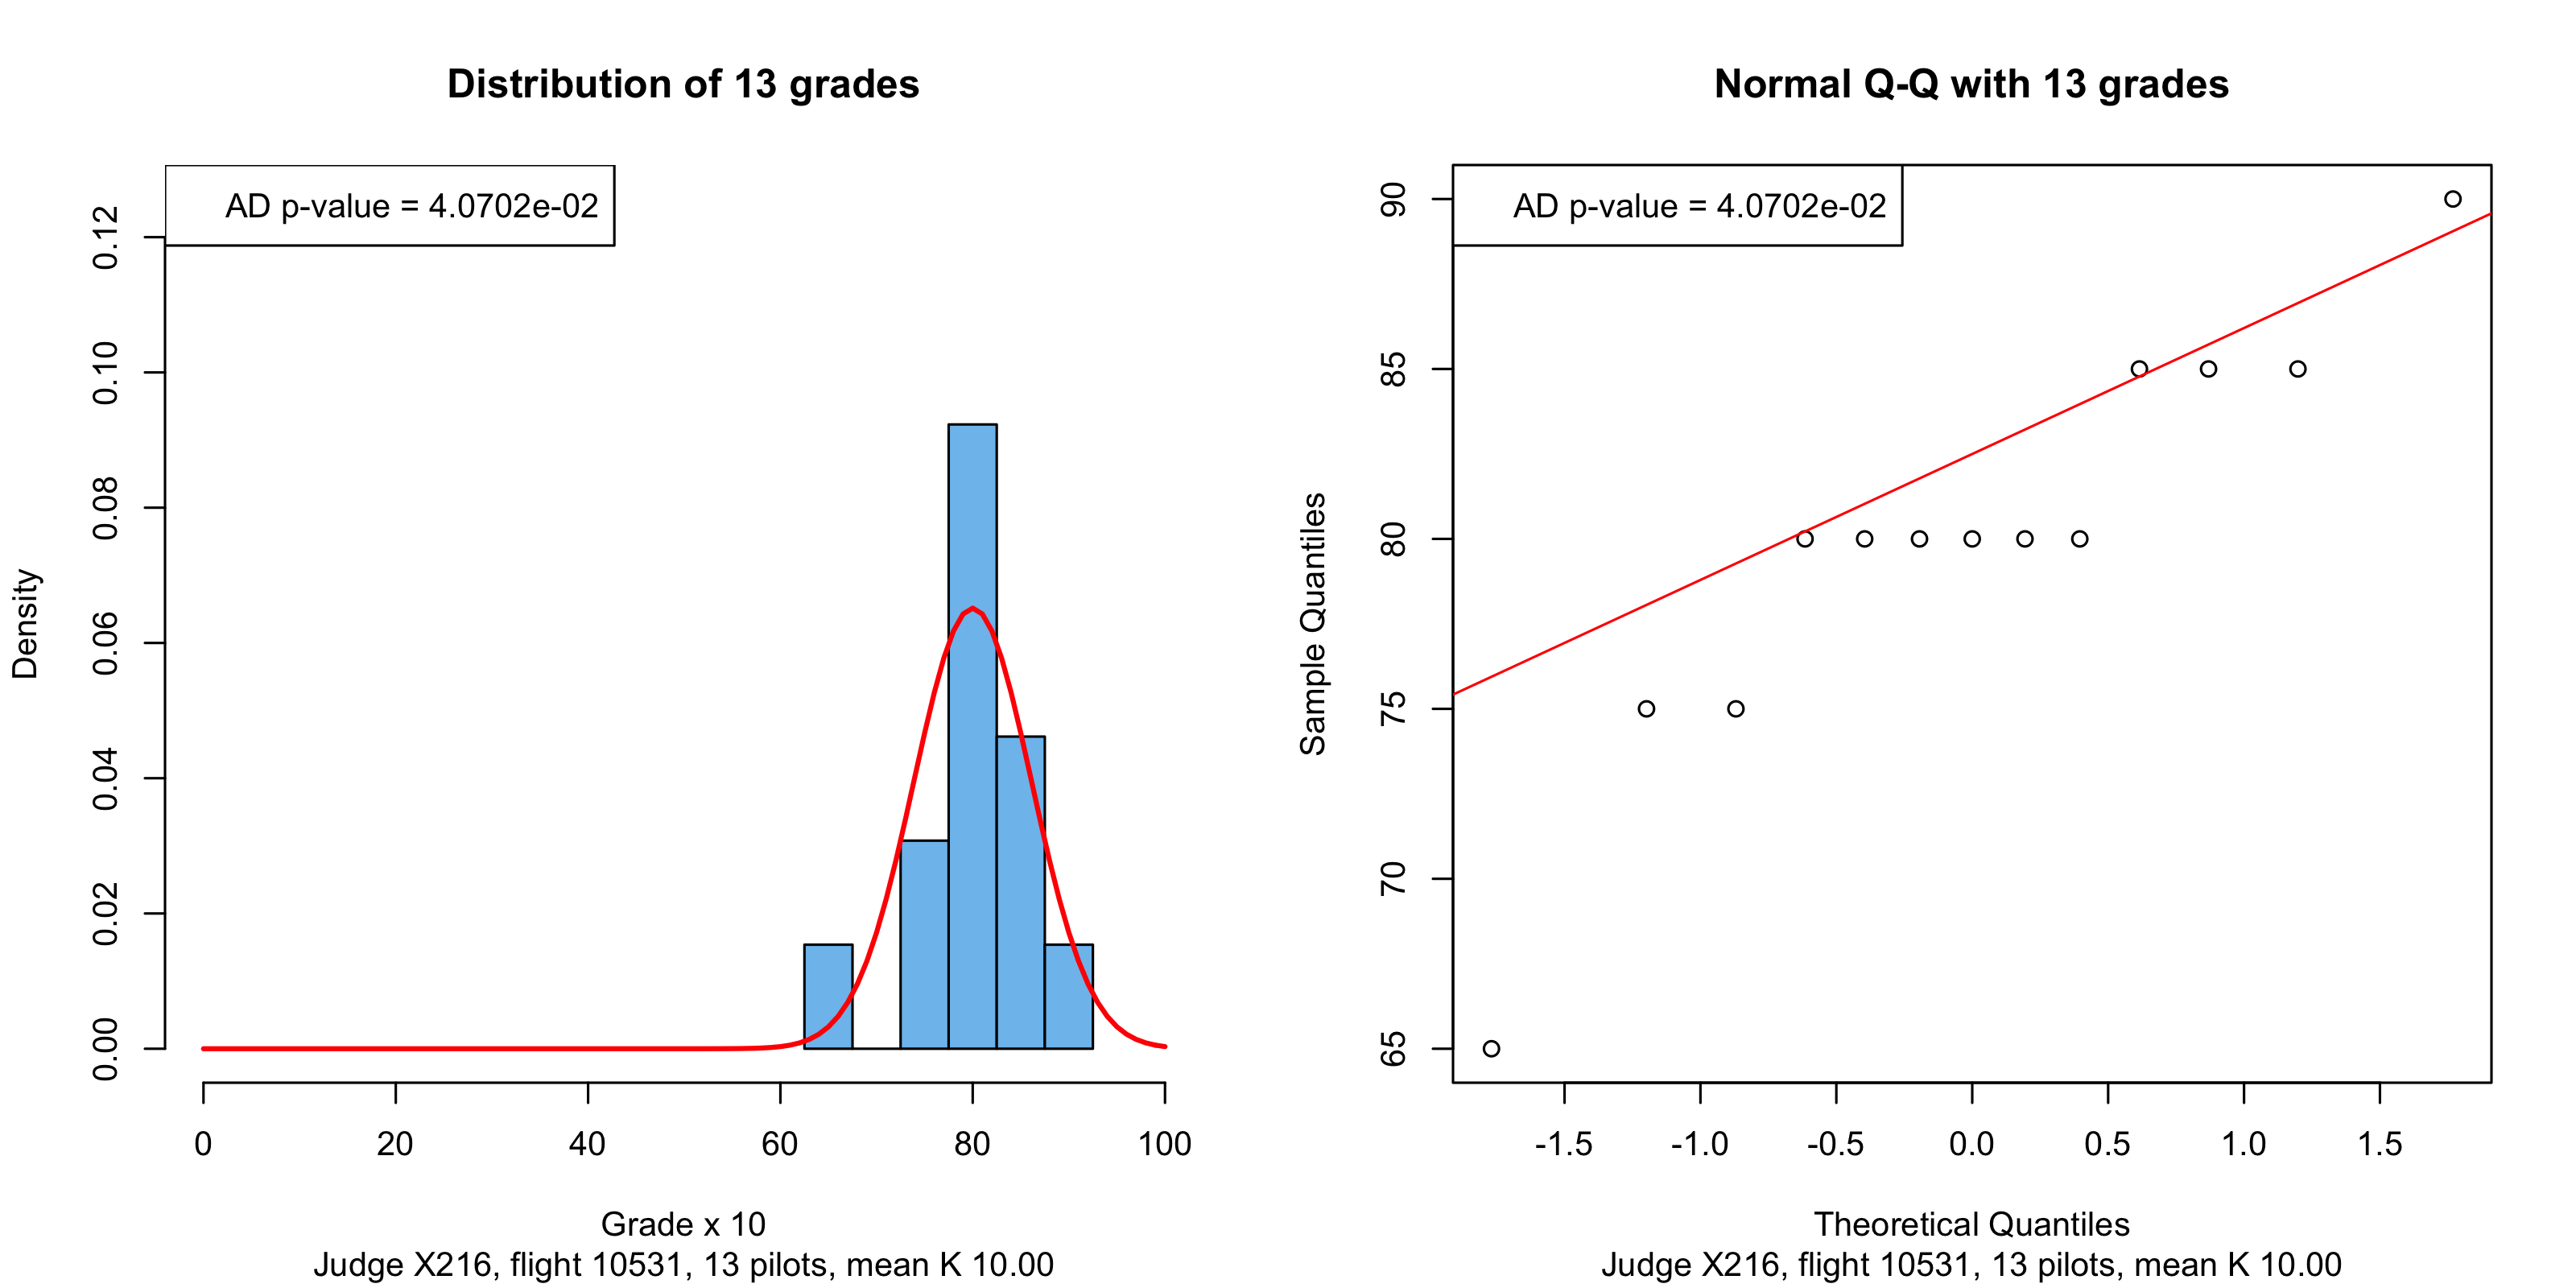 Distribution of 13 grades
AD p-value = 4.0702e-02
Density
0.00 0.02 0.04 0.06 0.08 0.10 0.12
0 20 40 60 80 100
Grade x 10
Judge X216, flight 10531, 13 pilots, mean K 10.00
Normal Q-Q with 13 grades
AD p-value = 4.0702e-02
Sample Quantiles
65 70 75 80 85 90
-1.5 -1.0 -0.5 0.0 0.5 1.0 1.5
Theoretical Quantiles
Judge X216, flight 10531, 13 pilots, mean K 10.00